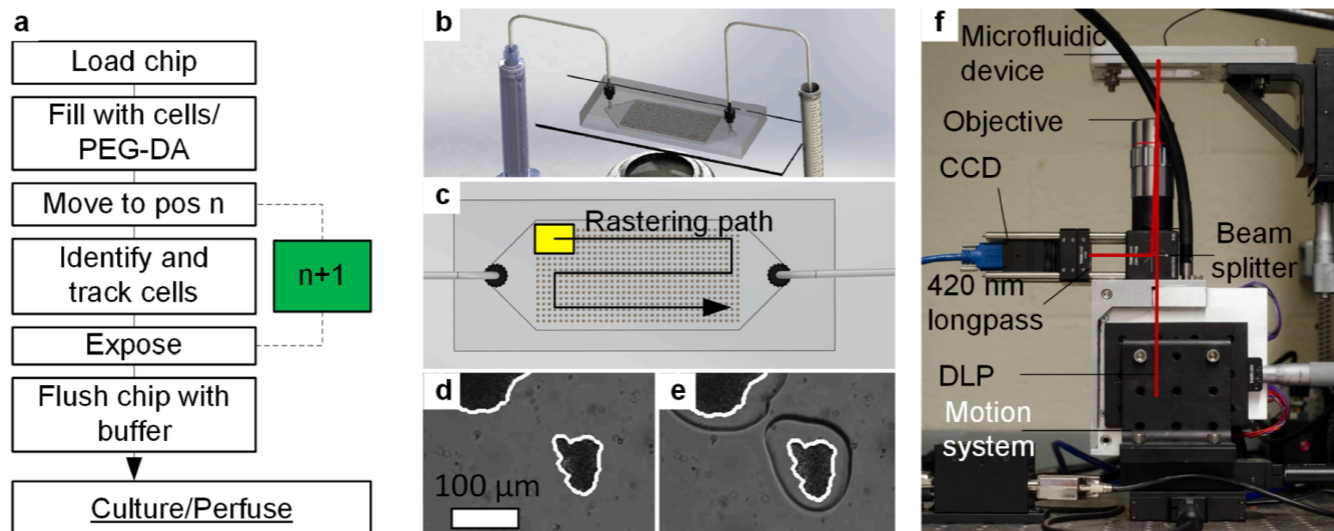 a
Load chip
Fill with cells/
PEG-DA
Move to pos n
Identify and
track cells
n+1
Expose
Flush chip with
buffer
Culture/Perfuse
b
c
Rastering path
d
100 µm
e
f
Microfluidic
device
Objective
CCD
Beam
splitter
420 nm
longpass
DLP
Motion
system